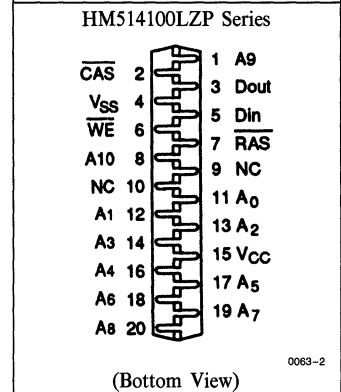 HM514100LZP Series
1 A9
CAS 2
3 Dout
VSS 4
5 Din
WE 6
7 RAS
A10 8
9 NC
NC 10
11 A0
A1 12
13 A2
A3 14
15 VCC
A4 16
17 A5
A6 18
19 A7
A8 20
0063-2
(Bottom View)